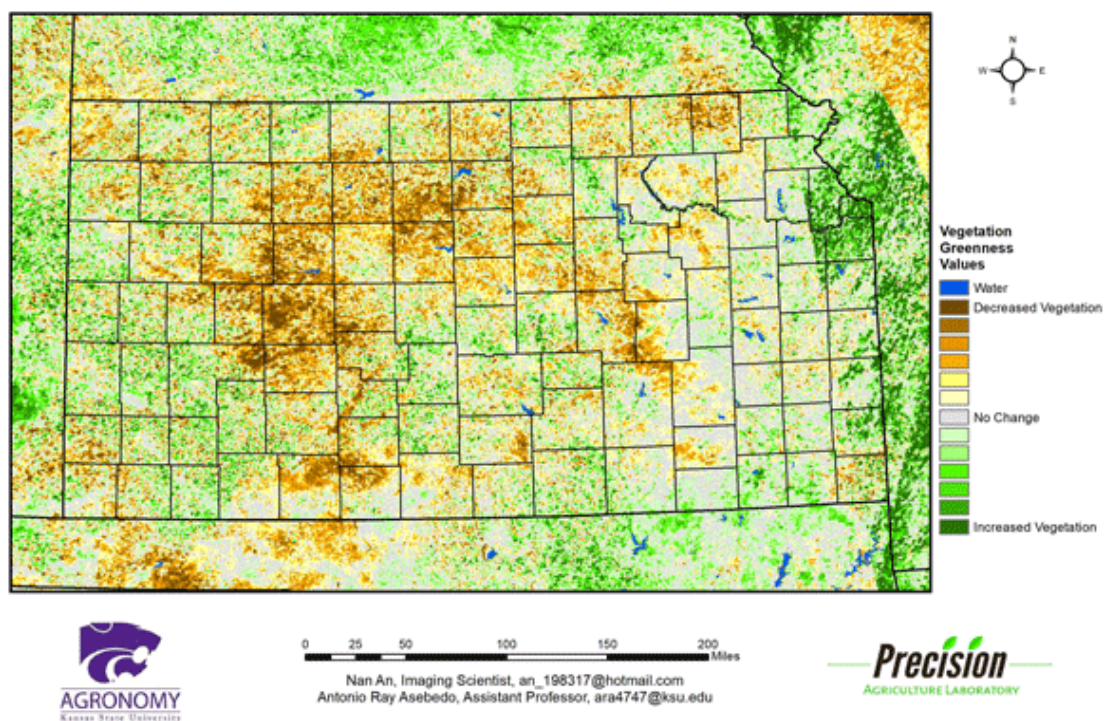 N
W
E
S
Vegetation
Greenness
Values
Water
Decreased Vegetation
No Change
Increased Vegetation
AGRONOMY
Kansas State University
0 25 50 100 150 200
Miles
Nan An, Imaging Scientist, an_198317@hotmail.com
Antonio Ray Asebedo, Assistant Professor, ara4747@ksu.edu
Precision
AGRICULTURE LABORATORY